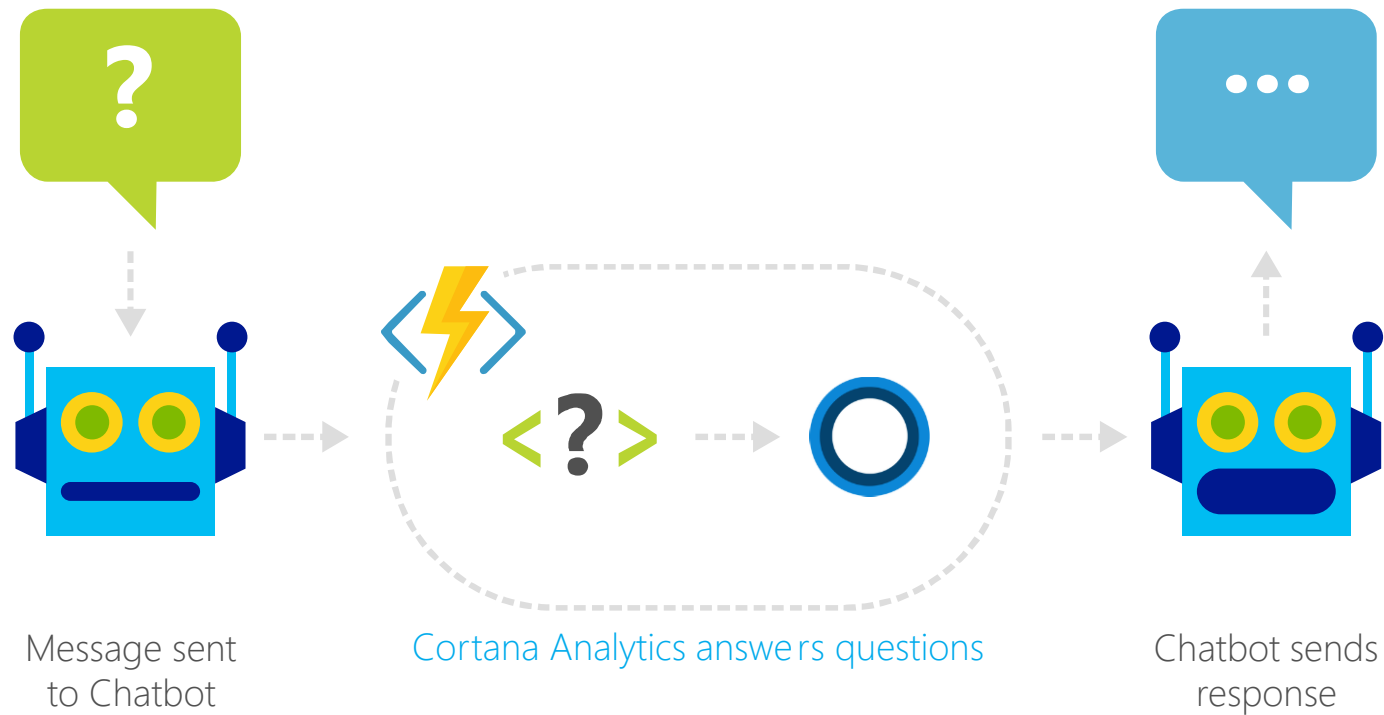 ?
...
< ? >
Message sent
to Chatbot
Cortana Analytics answers questions
Chatbot sends
response